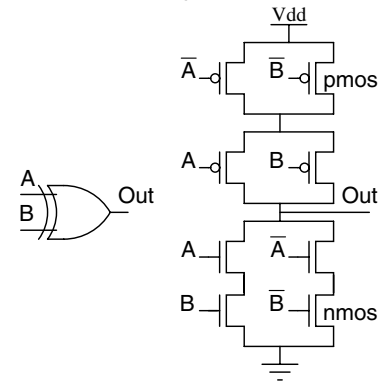 Vdd
A̅ B̅ pmos
A B
A
Out
B
Out
A A̅
B B̅ nmos